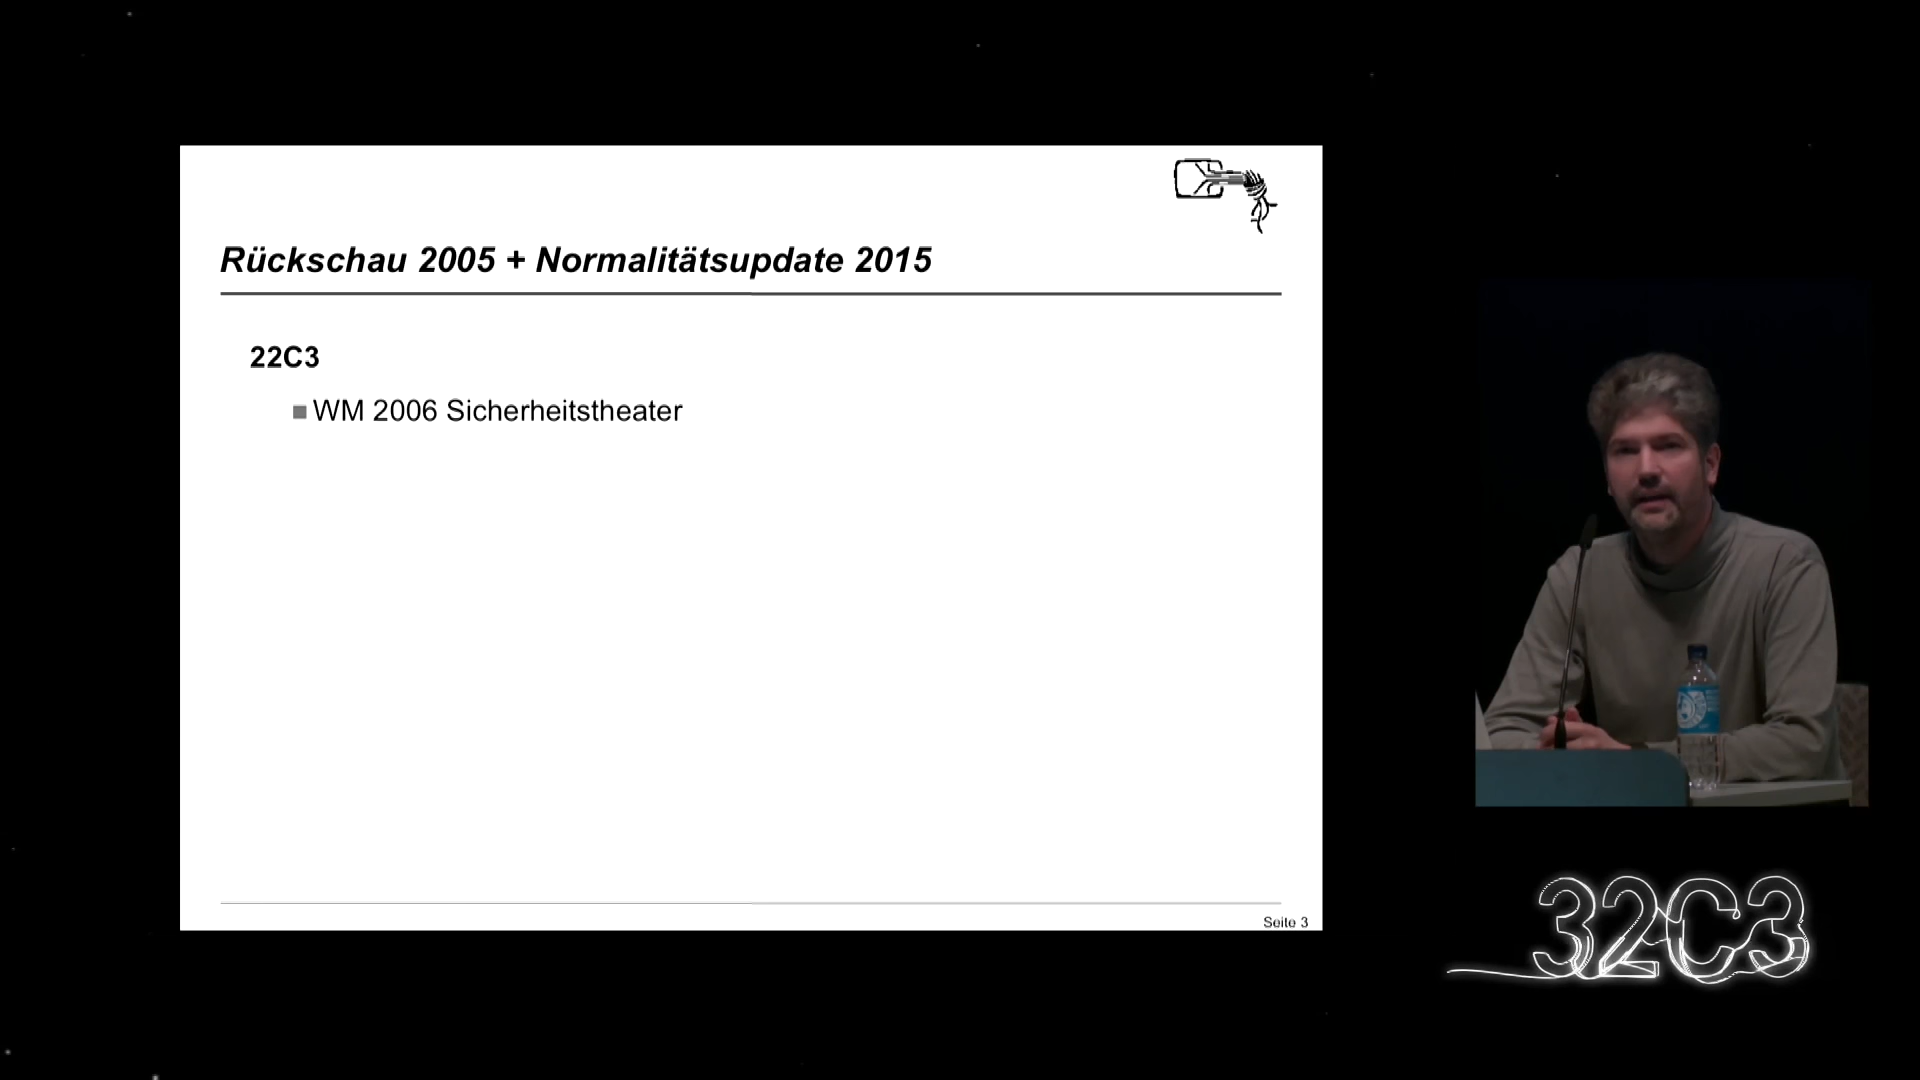 Rückschau 2005 + Normalitätsupdate 2015
22C3
WM 2006 Sicherheitstheater
Seite 3
32C3